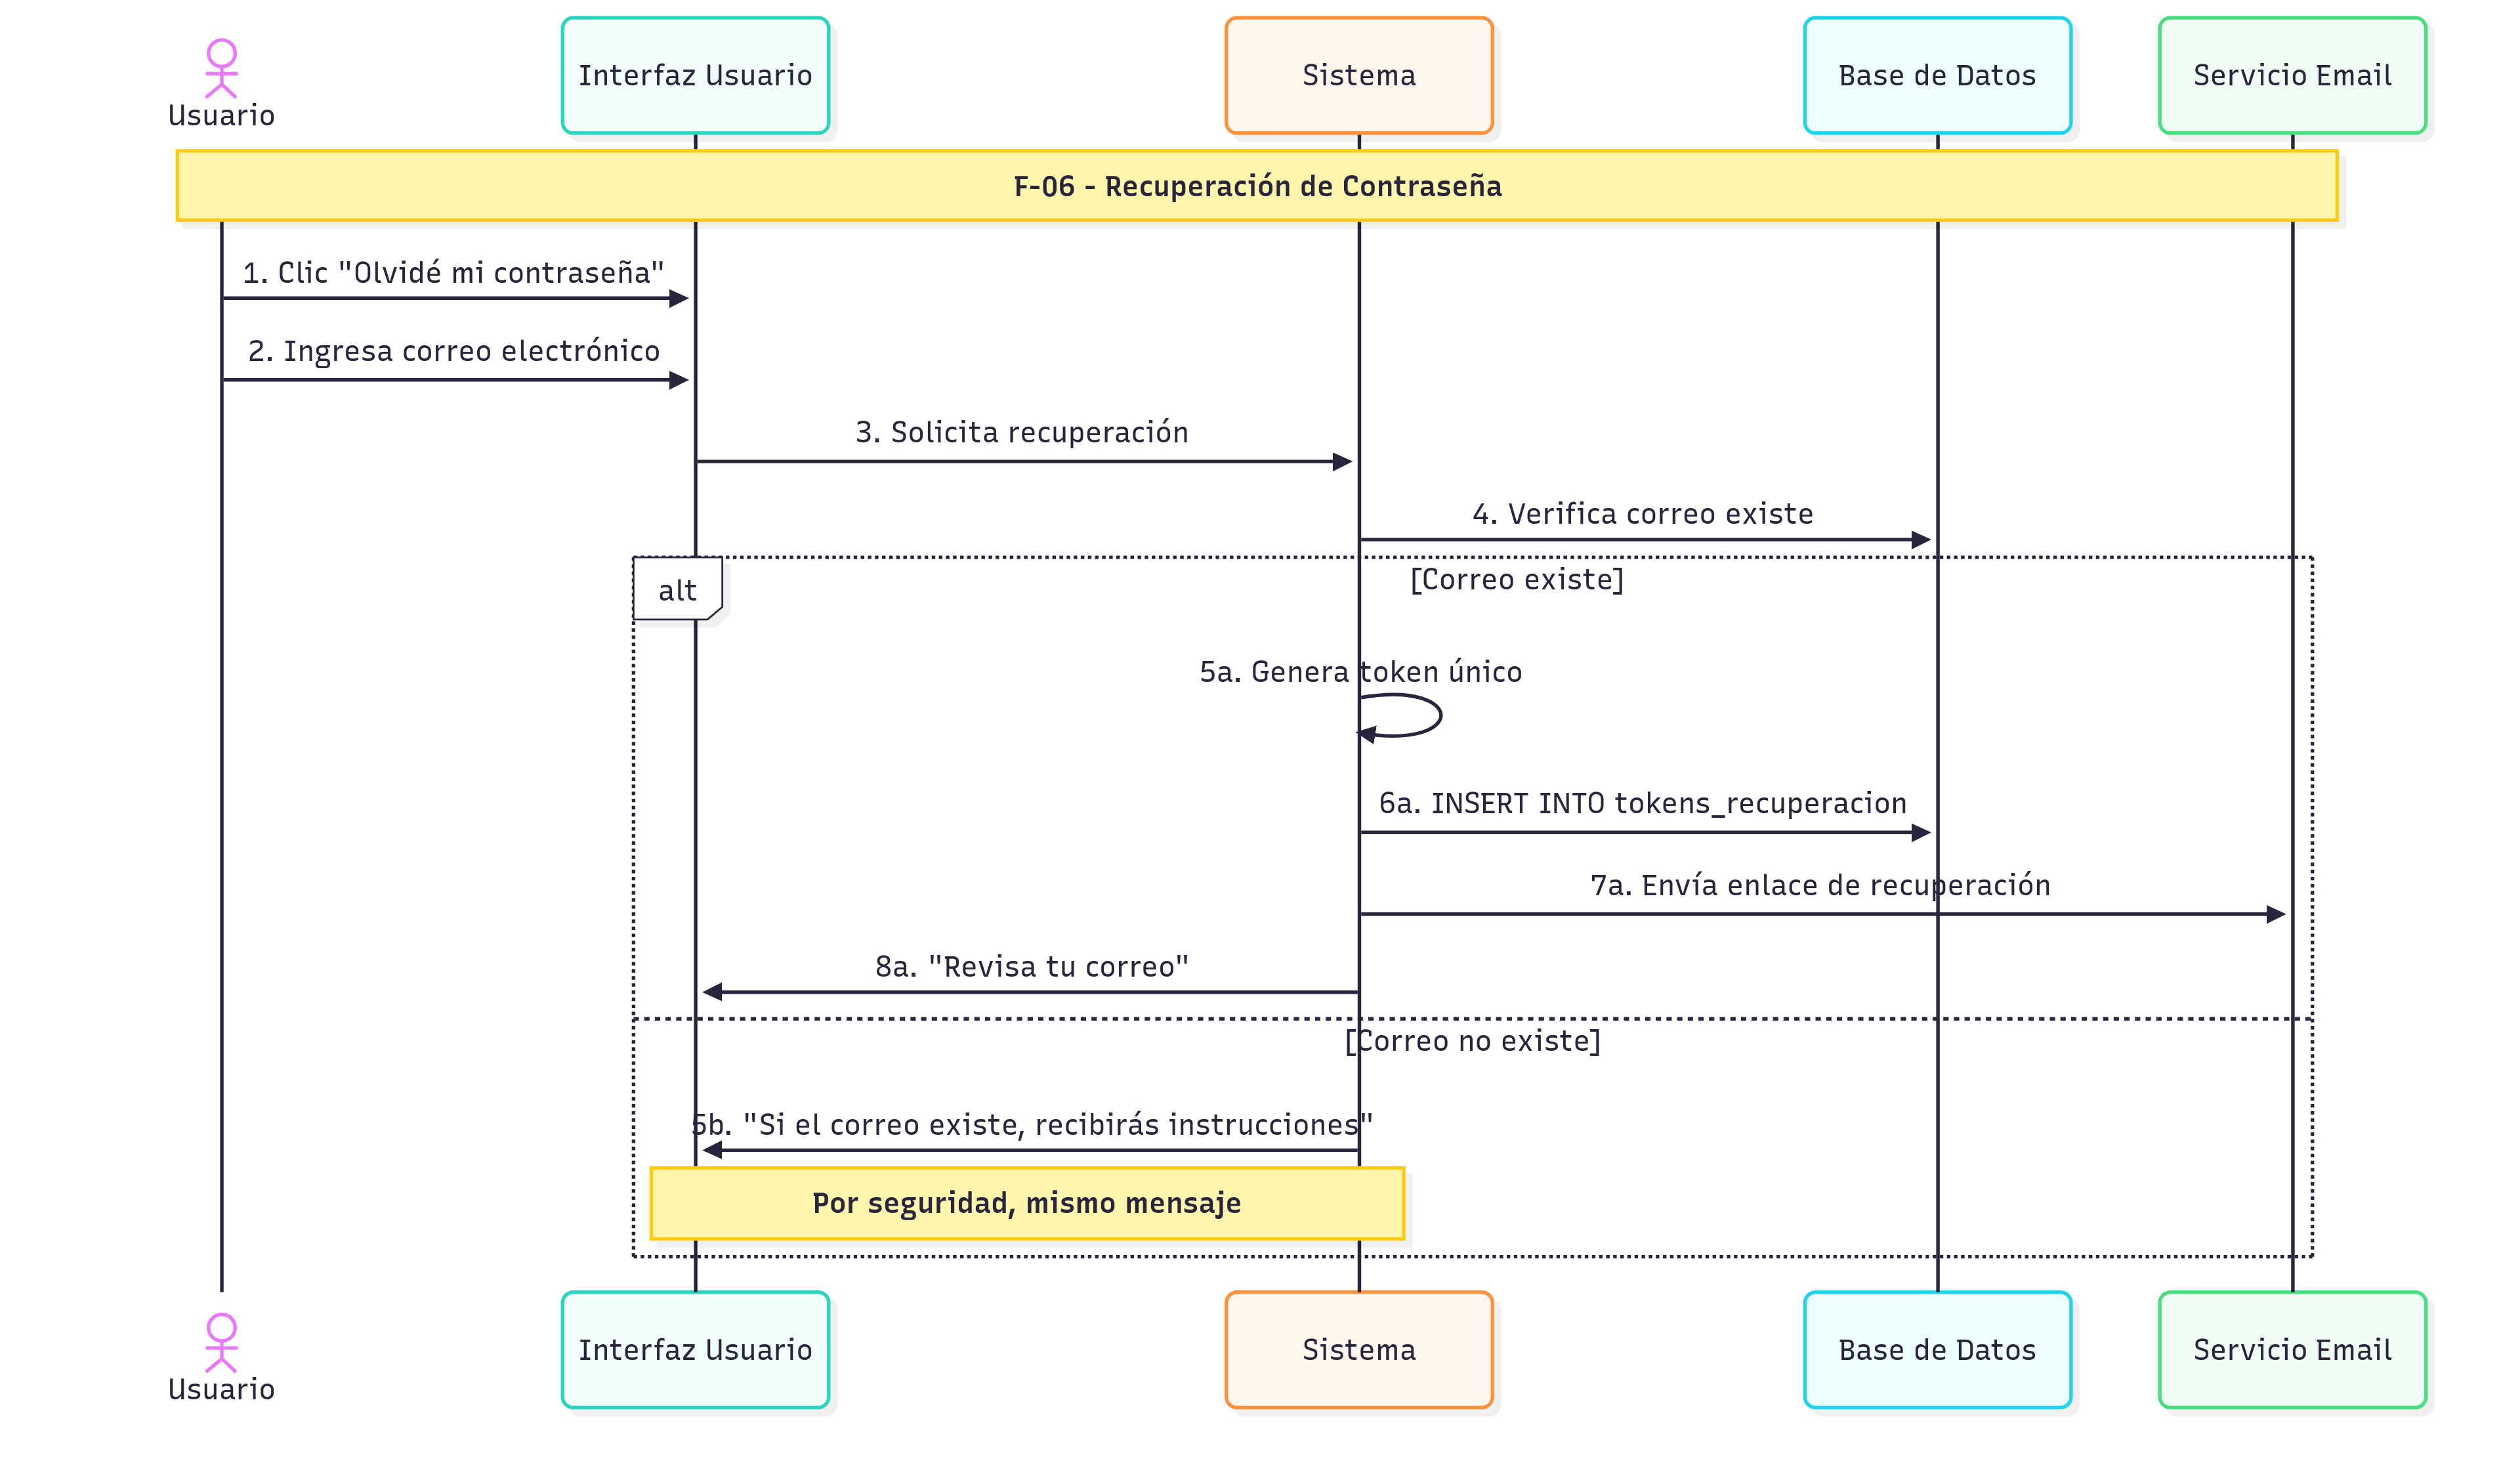 Usuario
Interfaz Usuario
Sistema
Base de Datos
Servicio Email
F-06 - Recuperación de Contraseña
1. Clic "Olvidé mi contraseña"
2. Ingresa correo electrónico
3. Solicita recuperación
4. Verifica correo existe
alt
[Correo existe]
5a. Genera token único
6a. INSERT INTO tokens_recuperacion
7a. Envía enlace de recuperación
8a. "Revisa tu correo"
[Correo no existe]
5b. "Si el correo existe, recibirás instrucciones"
Por seguridad, mismo mensaje
Usuario
Interfaz Usuario
Sistema
Base de Datos
Servicio Email